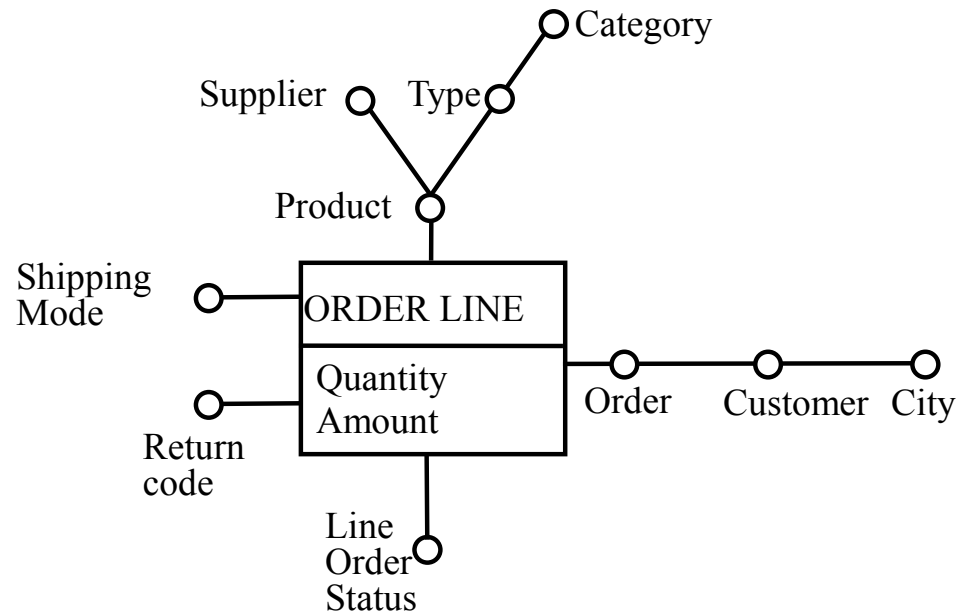 Category
Supplier
Type
Product
Shipping
Mode
ORDER LINE
Quantity
Amount
Order
Customer
City
Return
code
Line
Order
Status